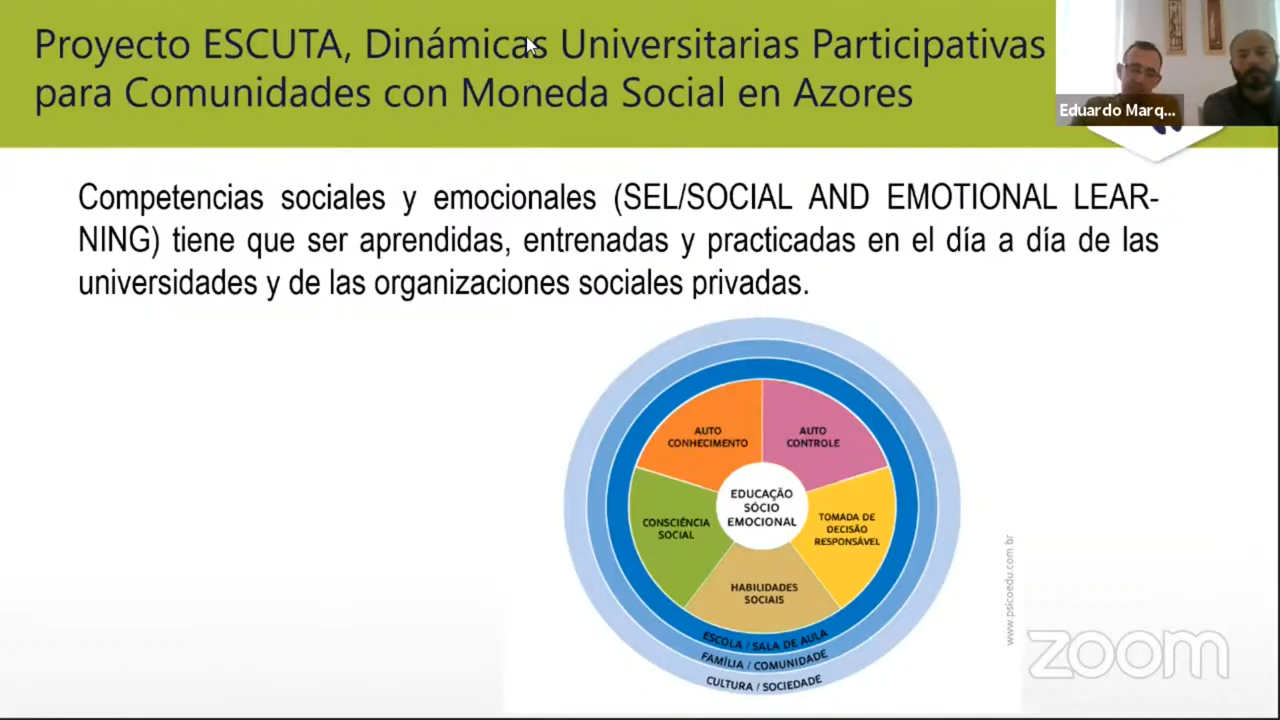 Proyecto ESCUTA, Dinámicas Universitarias Participativas
para Comunidades con Moneda Social en Azores
Eduardo Marq...
Competencias sociales y emocionales (SEL/SOCIAL AND EMOTIONAL LEAR-
NING) tiene que ser aprendidas, entrenadas y practicadas en el día a día de las
universidades y de las organizaciones sociales privadas.
AUTO
CONHECIMENTO
AUTO
CONTROLE
EDUCAÇÃO
SÓCIO
EMOCIONAL
CONSCIÊNCIA
SOCIAL
TOMADA DE
DECISÃO
RESPONSÁVEL
HABILIDADES
SOCIAIS
ESCOLA / SALA DE AULA
FAMÍLIA / COMUNIDADE
CULTURA / SOCIEDADE
www.psicoedu.com.br
zoom